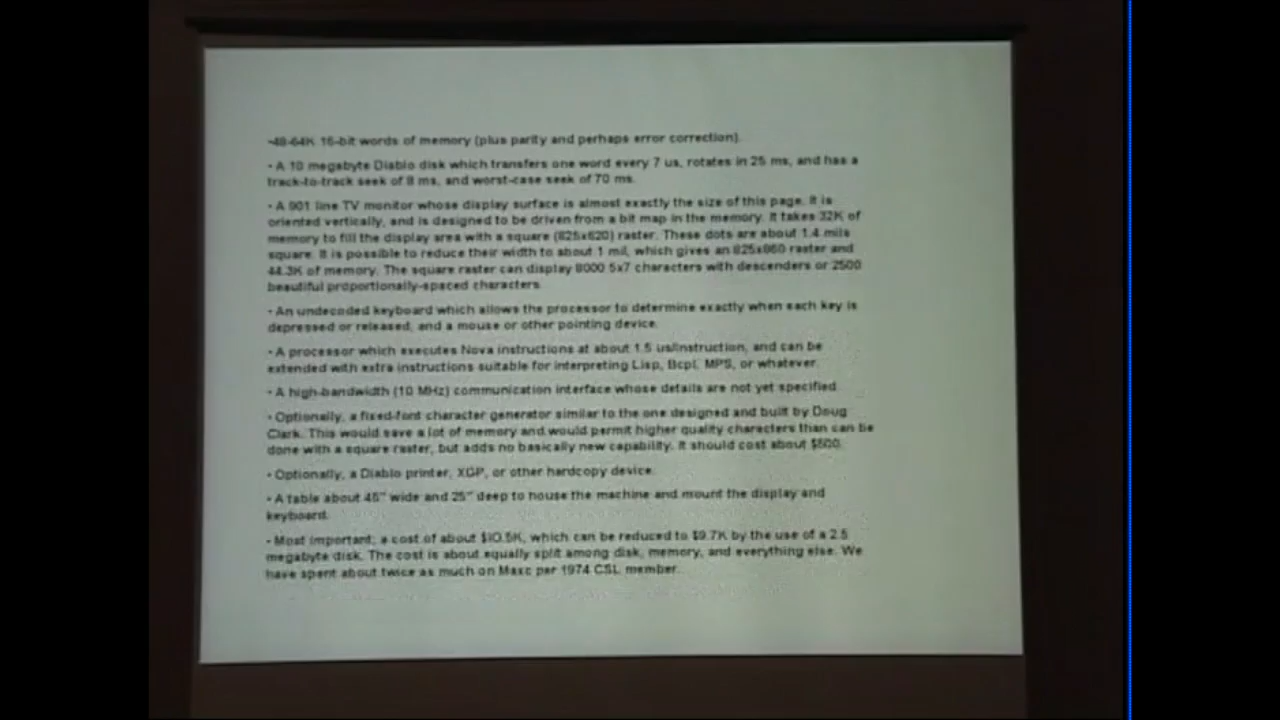 •48-64K 16-bit words of memory (plus parity and perhaps error correction).
• A 10 megabyte Diablo disk which transfers one word every 7 us, rotates in 25 ms, and has a
track-to-track seek of 8 ms, and worst-case seek of 70 ms.
• A 901 line TV monitor whose display surface is almost exactly the size of this page. It is
oriented vertically, and is designed to be driven from a bit map in the memory. It takes 32K of
memory to fill the display area with a square (825x620) raster. These dots are about 1.4 mils
square. It is possible to reduce their width to about 1 mil, which gives an 825x860 raster and
44.3K of memory. The square raster can display 8000 5x7 characters with descenders or 2500
beautiful proportionally-spaced characters.
• An undecoded keyboard which allows the processor to determine exactly when each key is
depressed or released, and a mouse or other pointing device.
• A processor which executes Nova instructions at about 1.5 us/instruction, and can be
extended with extra instructions suitable for interpreting Lisp, Bcpl, MPS, or whatever.
• A high-bandwidth (10 MHz) communication interface whose details are not yet specified
• Optionally, a fixed-font character generator similar to the one designed and built by Doug
Clark. This would save a lot of memory and would permit higher quality characters than can be
done with a square raster, but adds no basically new capability. It should cost about $500.
• Optionally, a Diablo printer, XGP, or other hardcopy device.
• A table about 45" wide and 25" deep to house the machine and mount the display and
keyboard.
• Most important; a cost of about $10.5K, which can be reduced to $9.7K by the use of a 2.5
megabyte disk. The cost is about equally split among disk, memory, and everything else. We
have spent about twice as much on Maxc per 1974 CSL member.